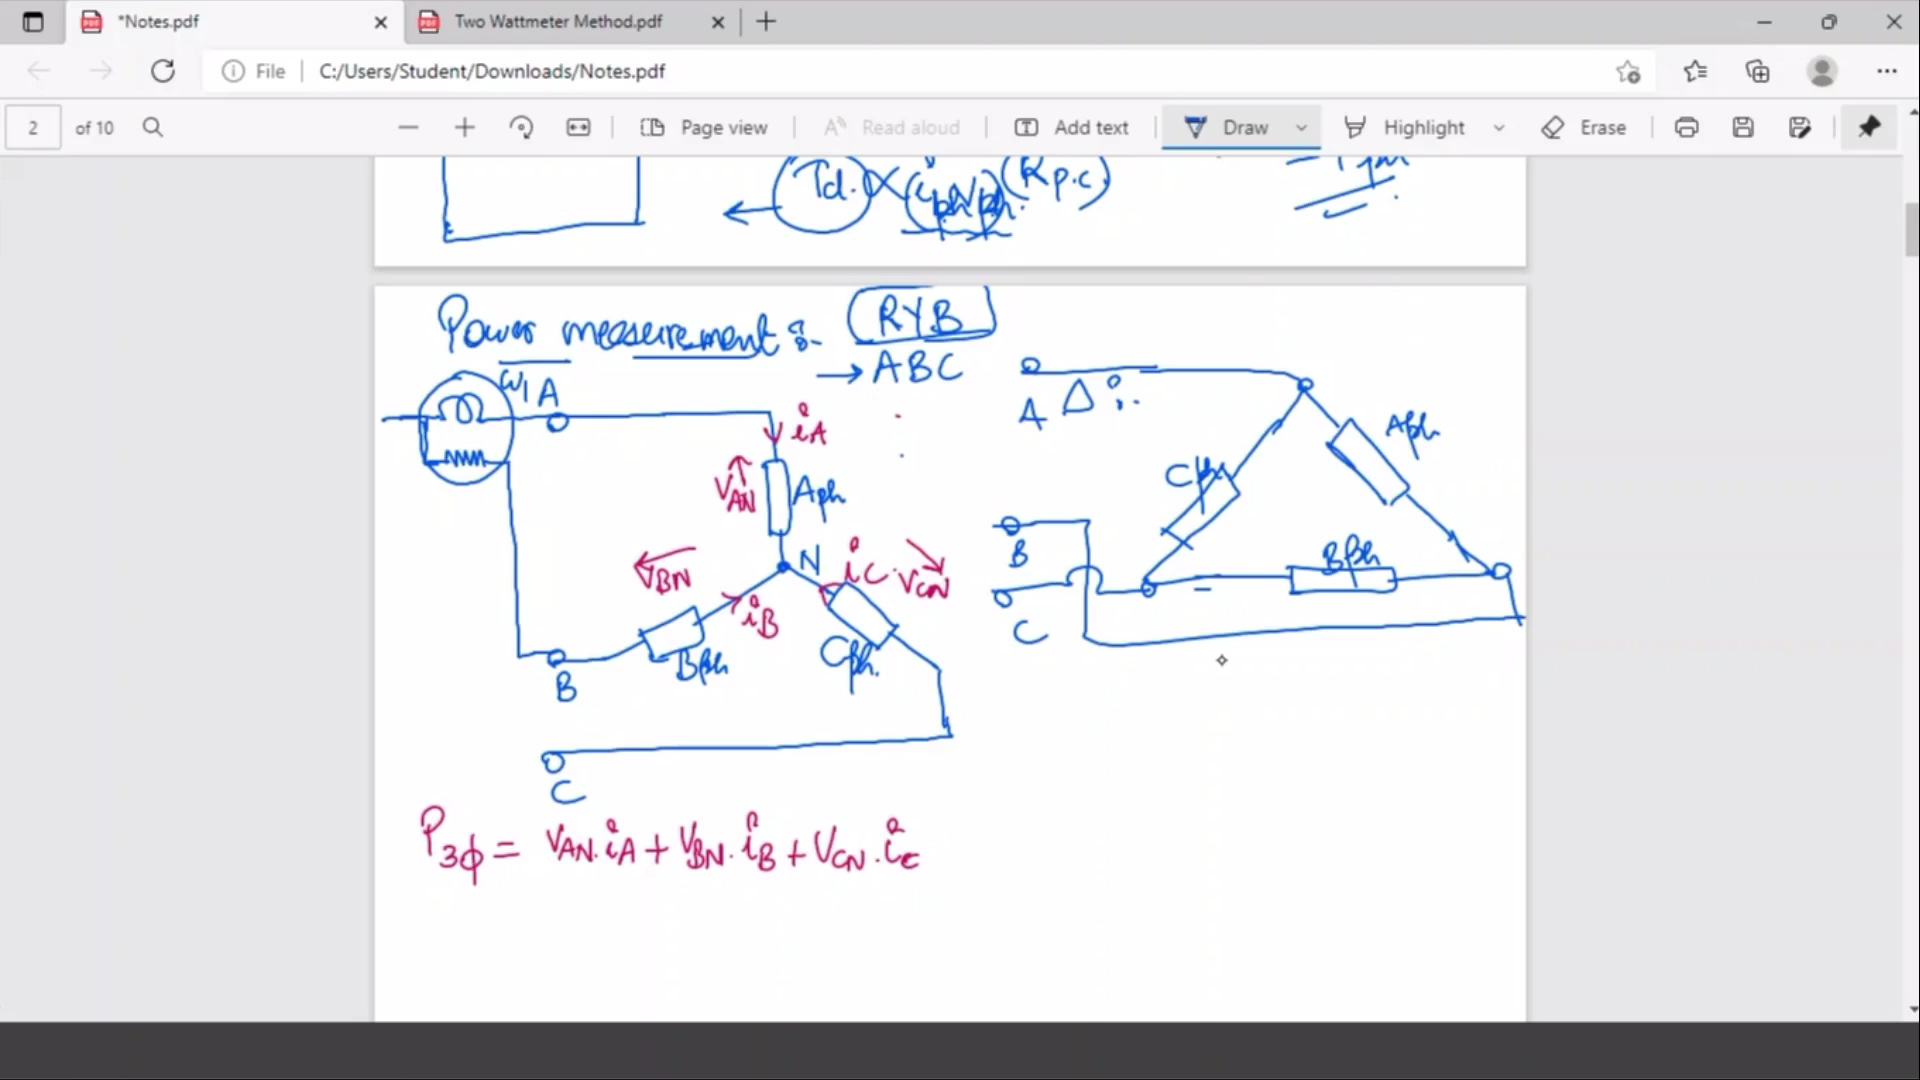 *Notes.pdf
Two Wattmeter Method.pdf
File
C:/Users/Student/Downloads/Notes.pdf
2 of 10
Page view
Read aloud
Add text
Draw
Highlight
Erase
Td. ∝ (iph Vph.) (Rp.c)
Power measurement :- RYB
→ ABC
W1
A
iA
VAN
Aph
N
VBN
iB
Bph
B
iC
VCN
Cph.
C
A
Δ :-
Aph
Cph
Bph
B
C
P3ϕ = VAN.iA + VBN.iB + VCN.iC